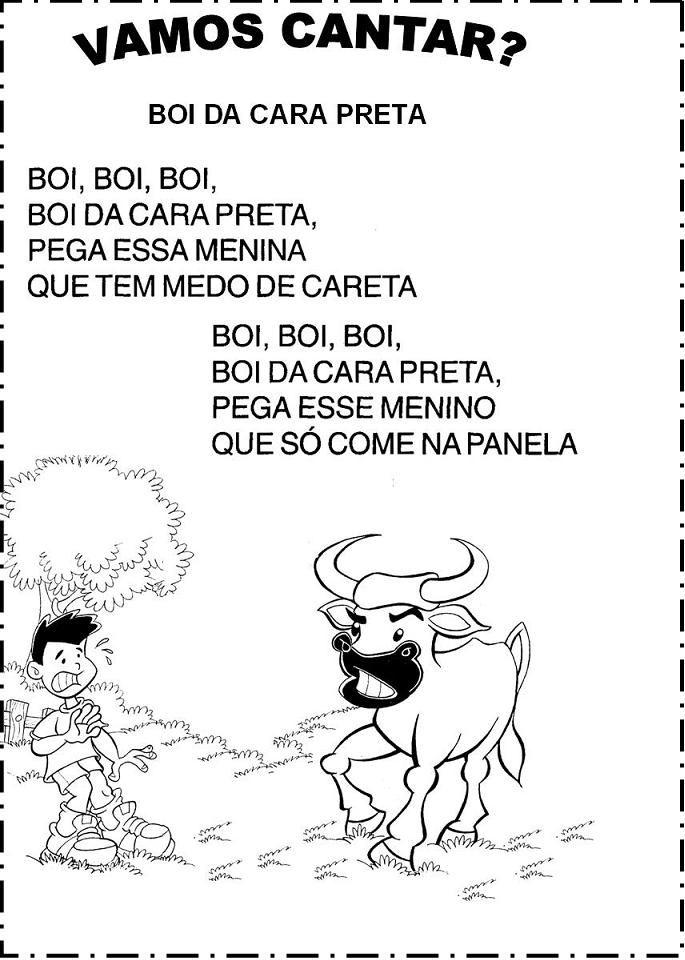 VAMOS CANTAR?
BOI DA CARA PRETA
BOI, BOI, BOI,
BOI DA CARA PRETA,
PEGA ESSA MENINA
QUE TEM MEDO DE CARETA
BOI, BOI, BOI,
BOI DA CARA PRETA,
PEGA ESSE MENINO
QUE SÓ COME NA PANELA